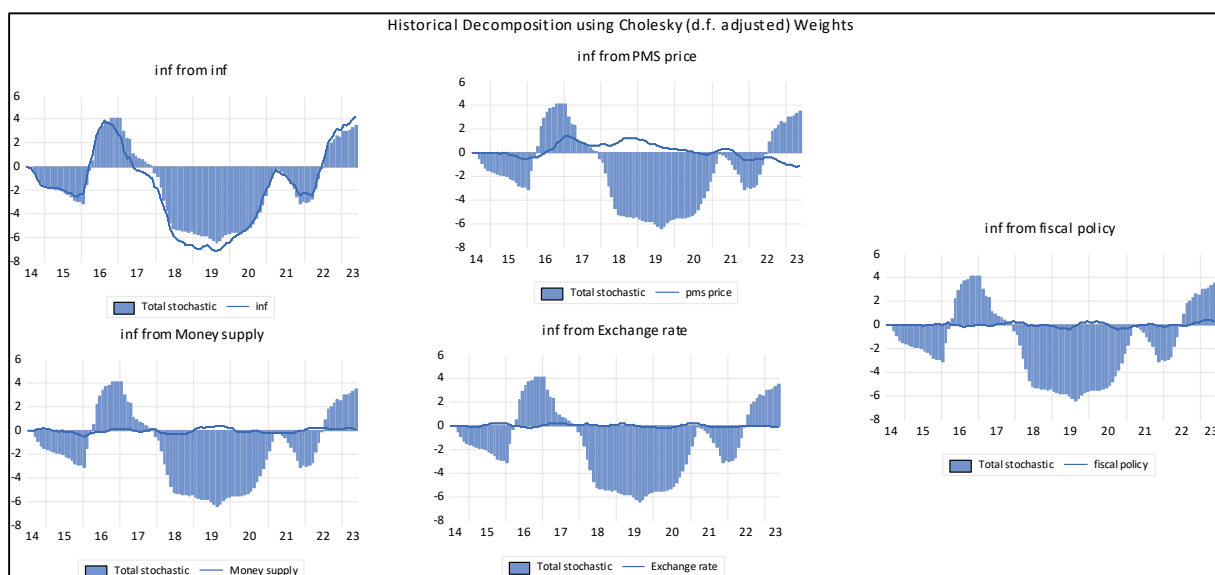 Historical Decomposition using Cholesky (d.f. adjusted) Weights
inf from inf
6
4
2
0
-2
-4
-6
-8
14 15 16 17 18 19 20 21 22 23
Total stochastic inf
inf from PMS price
6
4
2
0
-2
-4
-6
-8
14 15 16 17 18 19 20 21 22 23
Total stochastic pms price
inf from fiscal policy
6
4
2
0
-2
-4
-6
-8
14 15 16 17 18 19 20 21 22 23
Total stochastic fiscal policy
inf from Money supply
6
4
2
0
-2
-4
-6
-8
14 15 16 17 18 19 20 21 22 23
Total stochastic Money supply
inf from Exchange rate
6
4
2
0
-2
-4
-6
-8
14 15 16 17 18 19 20 21 22 23
Total stochastic Exchange rate